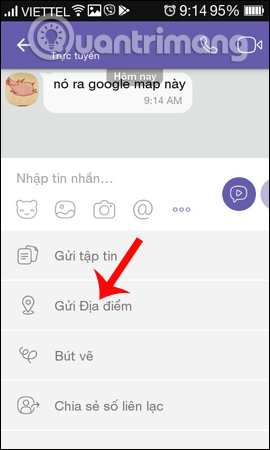 VIETTEL 9:14 95%
Quantrimang
Trực tuyến
Hôm nay
nó ra google map này
9:14 AM
Nhập tin nhắn…
@
Gửi tập tin
Gửi Địa điểm
Bút vẽ
Chia sẻ số liên lạc